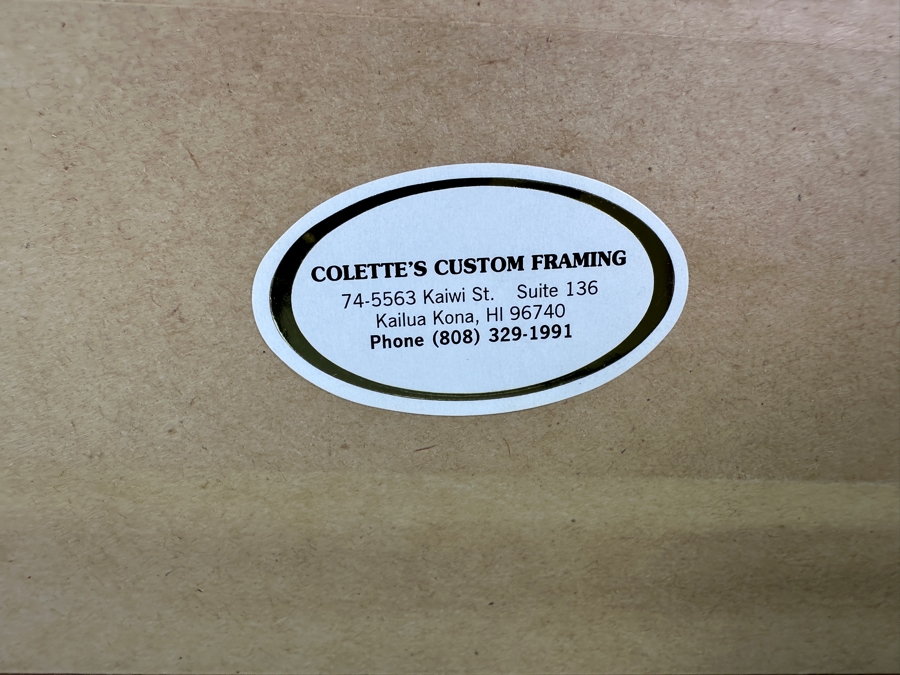 COLETTE'S CUSTOM FRAMING
74-5563 Kaiwi St. Suite 136
Kailua Kona, HI 96740
Phone (808) 329-1991